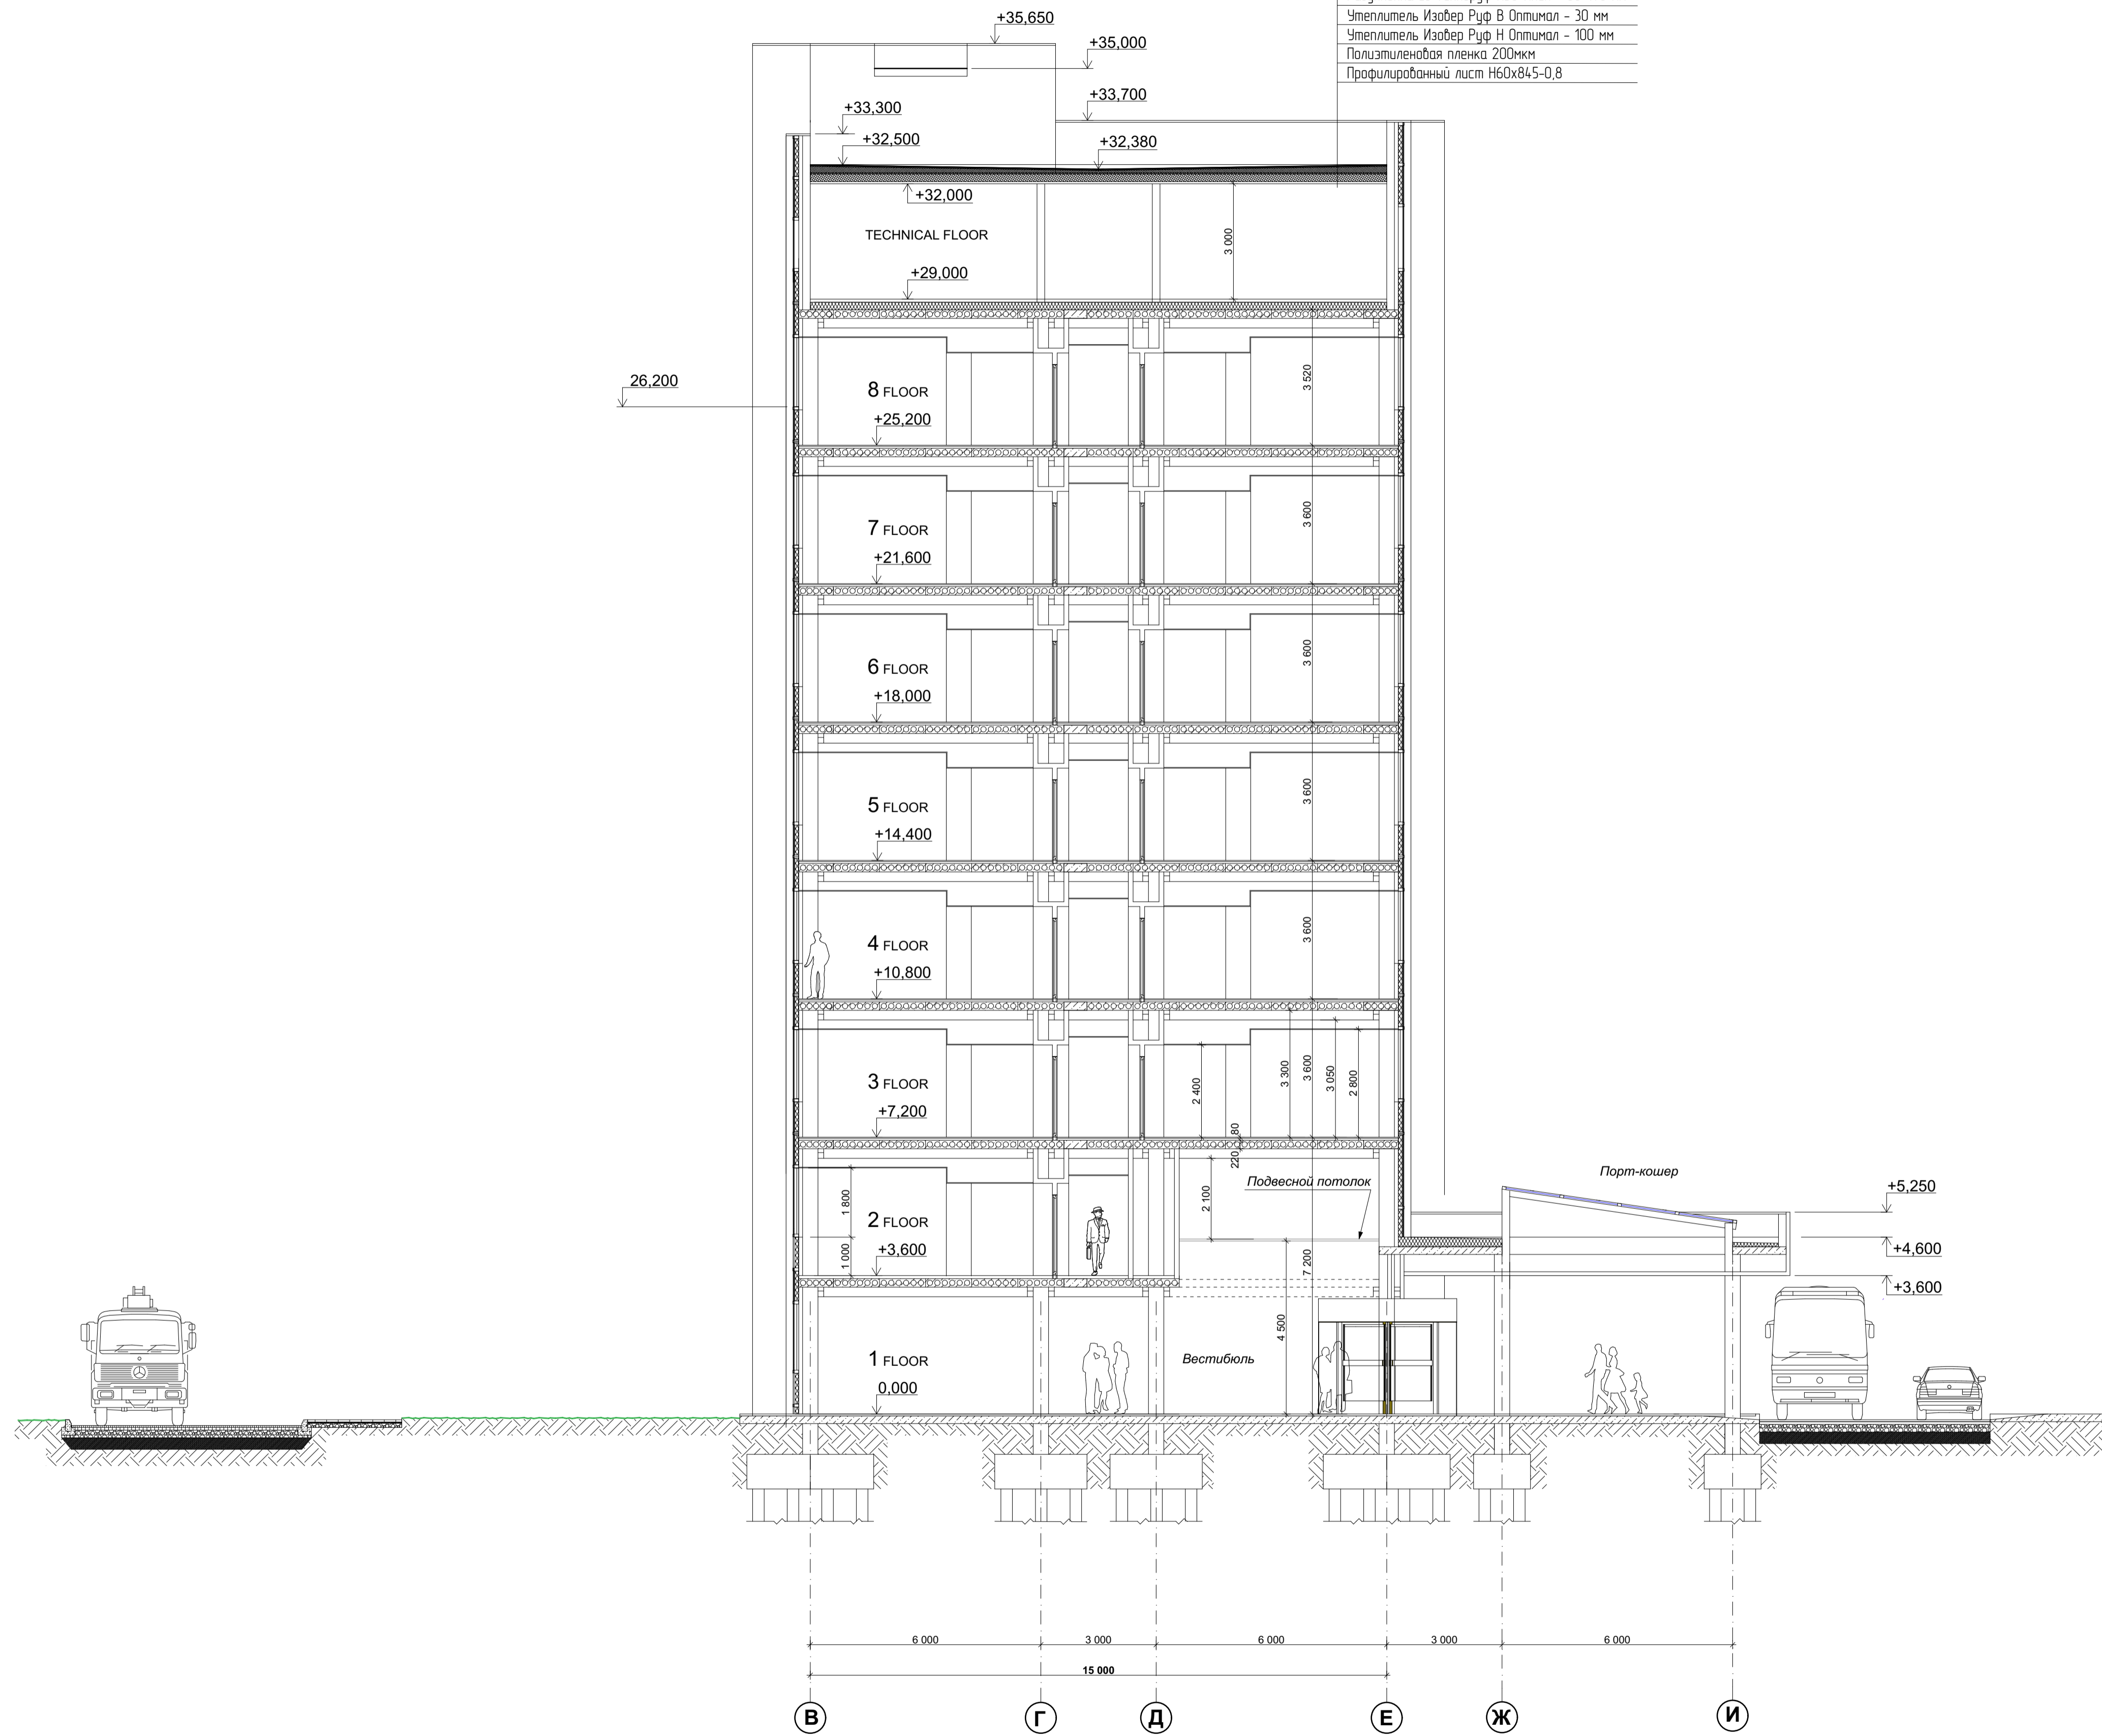 Утеплитель Изовер Руф В Оптимал - 30 мм
Утеплитель Изовер Руф Н Оптимал - 100 мм
Полиэтиленовая пленка 200мкм
Профилированный лист Н60х845-0,8
+35,650
+35,000
+33,700
+33,300
+32,500
+32,380
+32,000
TECHNICAL FLOOR
3 000
+29,000
26,200
8 FLOOR
+25,200
3 520
7 FLOOR
+21,600
3 600
6 FLOOR
+18,000
3 600
5 FLOOR
+14,400
3 600
4 FLOOR
+10,800
3 600
3 FLOOR
+7,200
2 400
3 300
3 600
3 050
2 800
80
220
Порт-кошер
Подвесной потолок
2 100
1 800
2 FLOOR
+3,600
1 000
7 200
+5,250
+4,600
+3,600
4 500
1 FLOOR
0,000
Вестибюль
6 000
3 000
6 000
3 000
6 000
15 000
В
Г
Д
Е
Ж
И